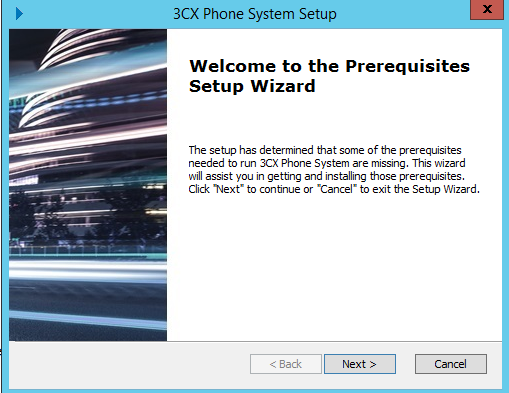 3CX Phone System Setup
x
Welcome to the Prerequisites
Setup Wizard
The setup has determined that some of the prerequisites
needed to run 3CX Phone System are missing. This wizard
will assist you in getting and installing those prerequisites.
Click "Next" to continue or "Cancel" to exit the Setup Wizard.
< Back Next > Cancel